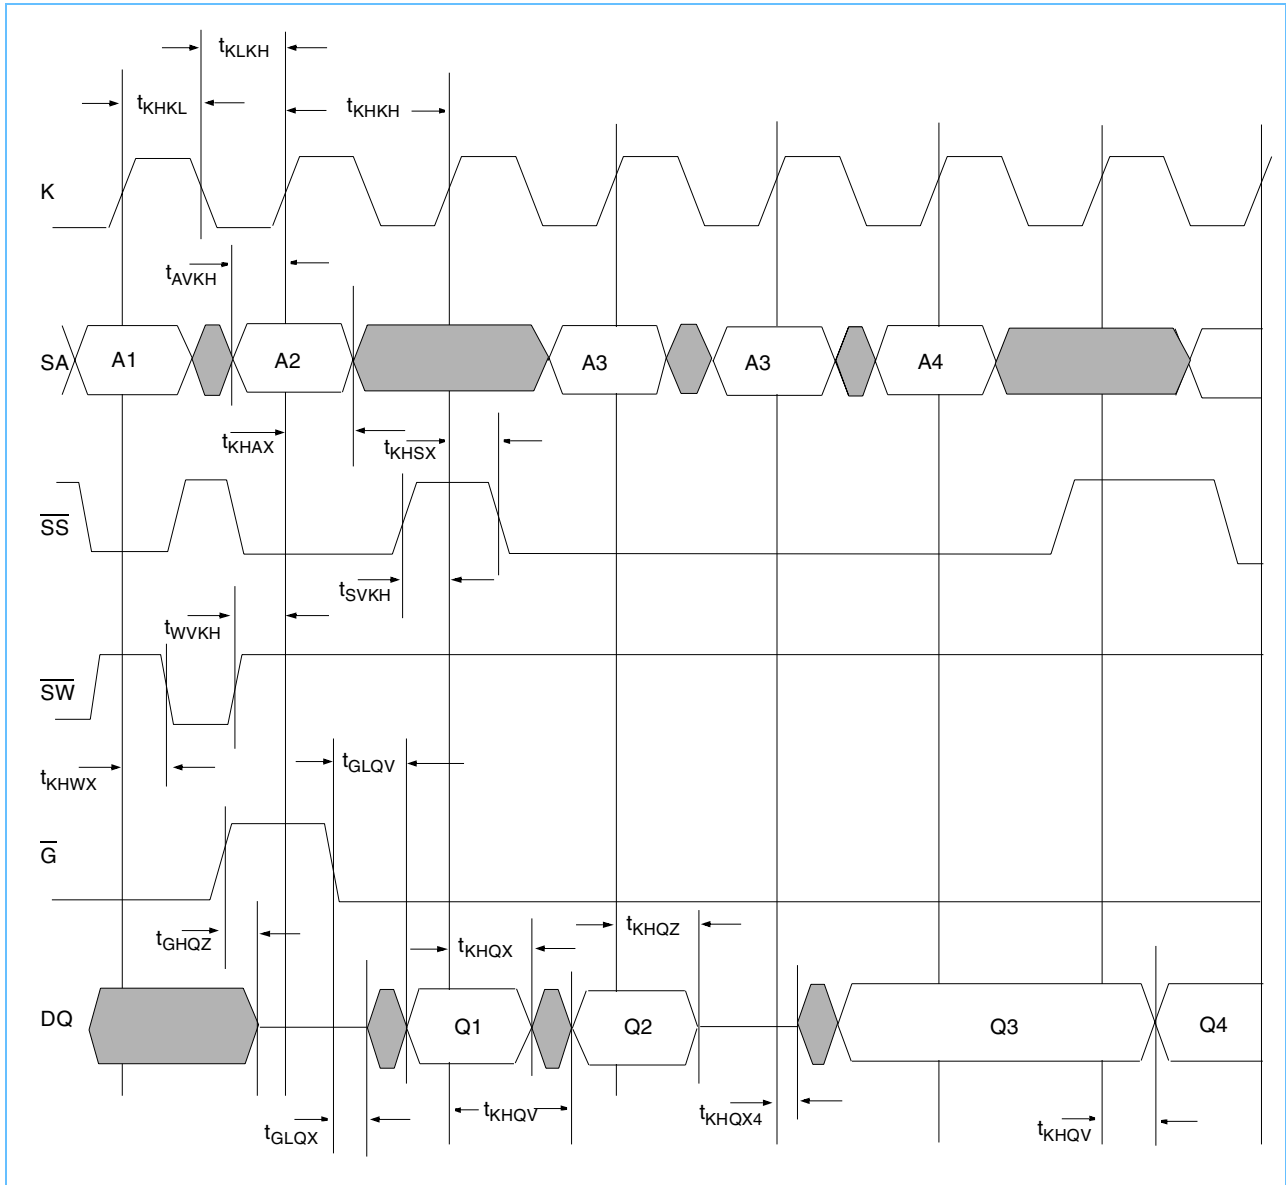 tKLKH
tKHKL
tKHKH
K
tAVKH
SA
A1
A2
A3
A3
A4
tKHAX
tKHSX
SS
tSVKH
tWVKH
SW
tKHWX
tGLQV
G
tGHQZ
tKHQX
tKHQZ
DQ
Q1
Q2
Q3
Q4
tGLQX
tKHQV
tKHQX4
tKHQV